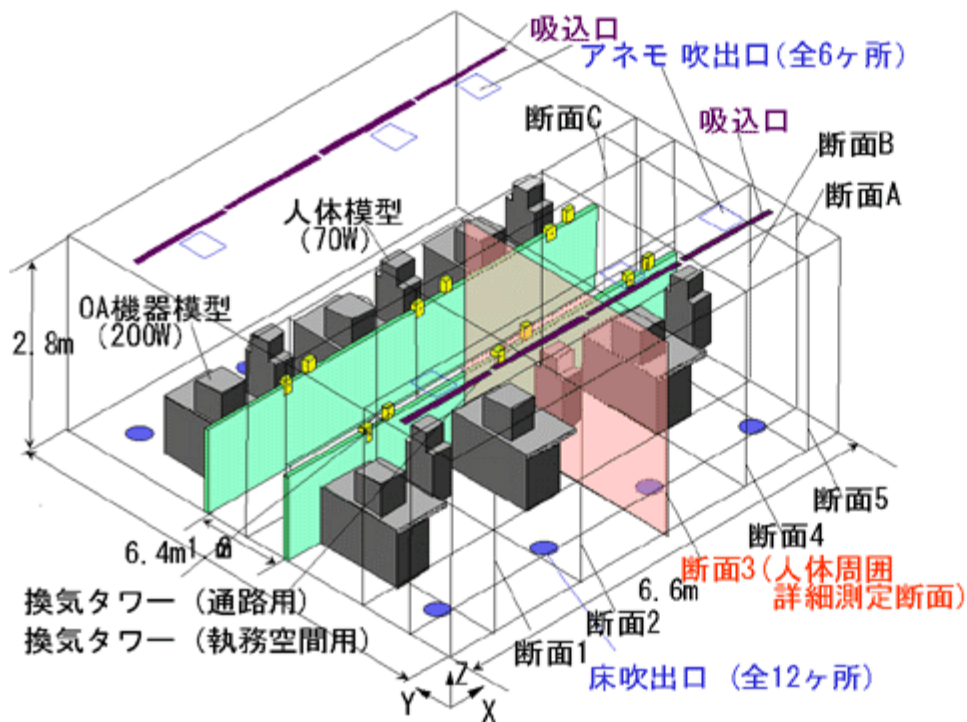 吸込口
アネモ 吹出口(全6ヶ所)
断面C
吸込口
断面B
人体模型
(70W)
断面A
OA機器模型
(200W)
2.8m
断面5
断面4
6.4m
断面3(人体周囲
詳細測定断面)
6.6m
換気タワー (通路用)
断面2
換気タワー (執務空間用)
断面1
床吹出口 (全12ヶ所)
Z
Y
X